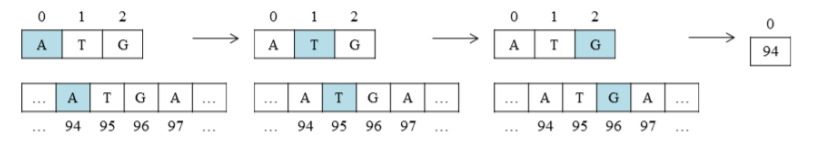 0 1 2 0 1 2 0 1 2 0
A T G A T G A T G 94
... A T G A ... ... A T G A ... ... A T G A ...
... 94 95 96 97 ... ... 94 95 96 97 ... ... 94 95 96 97 ...